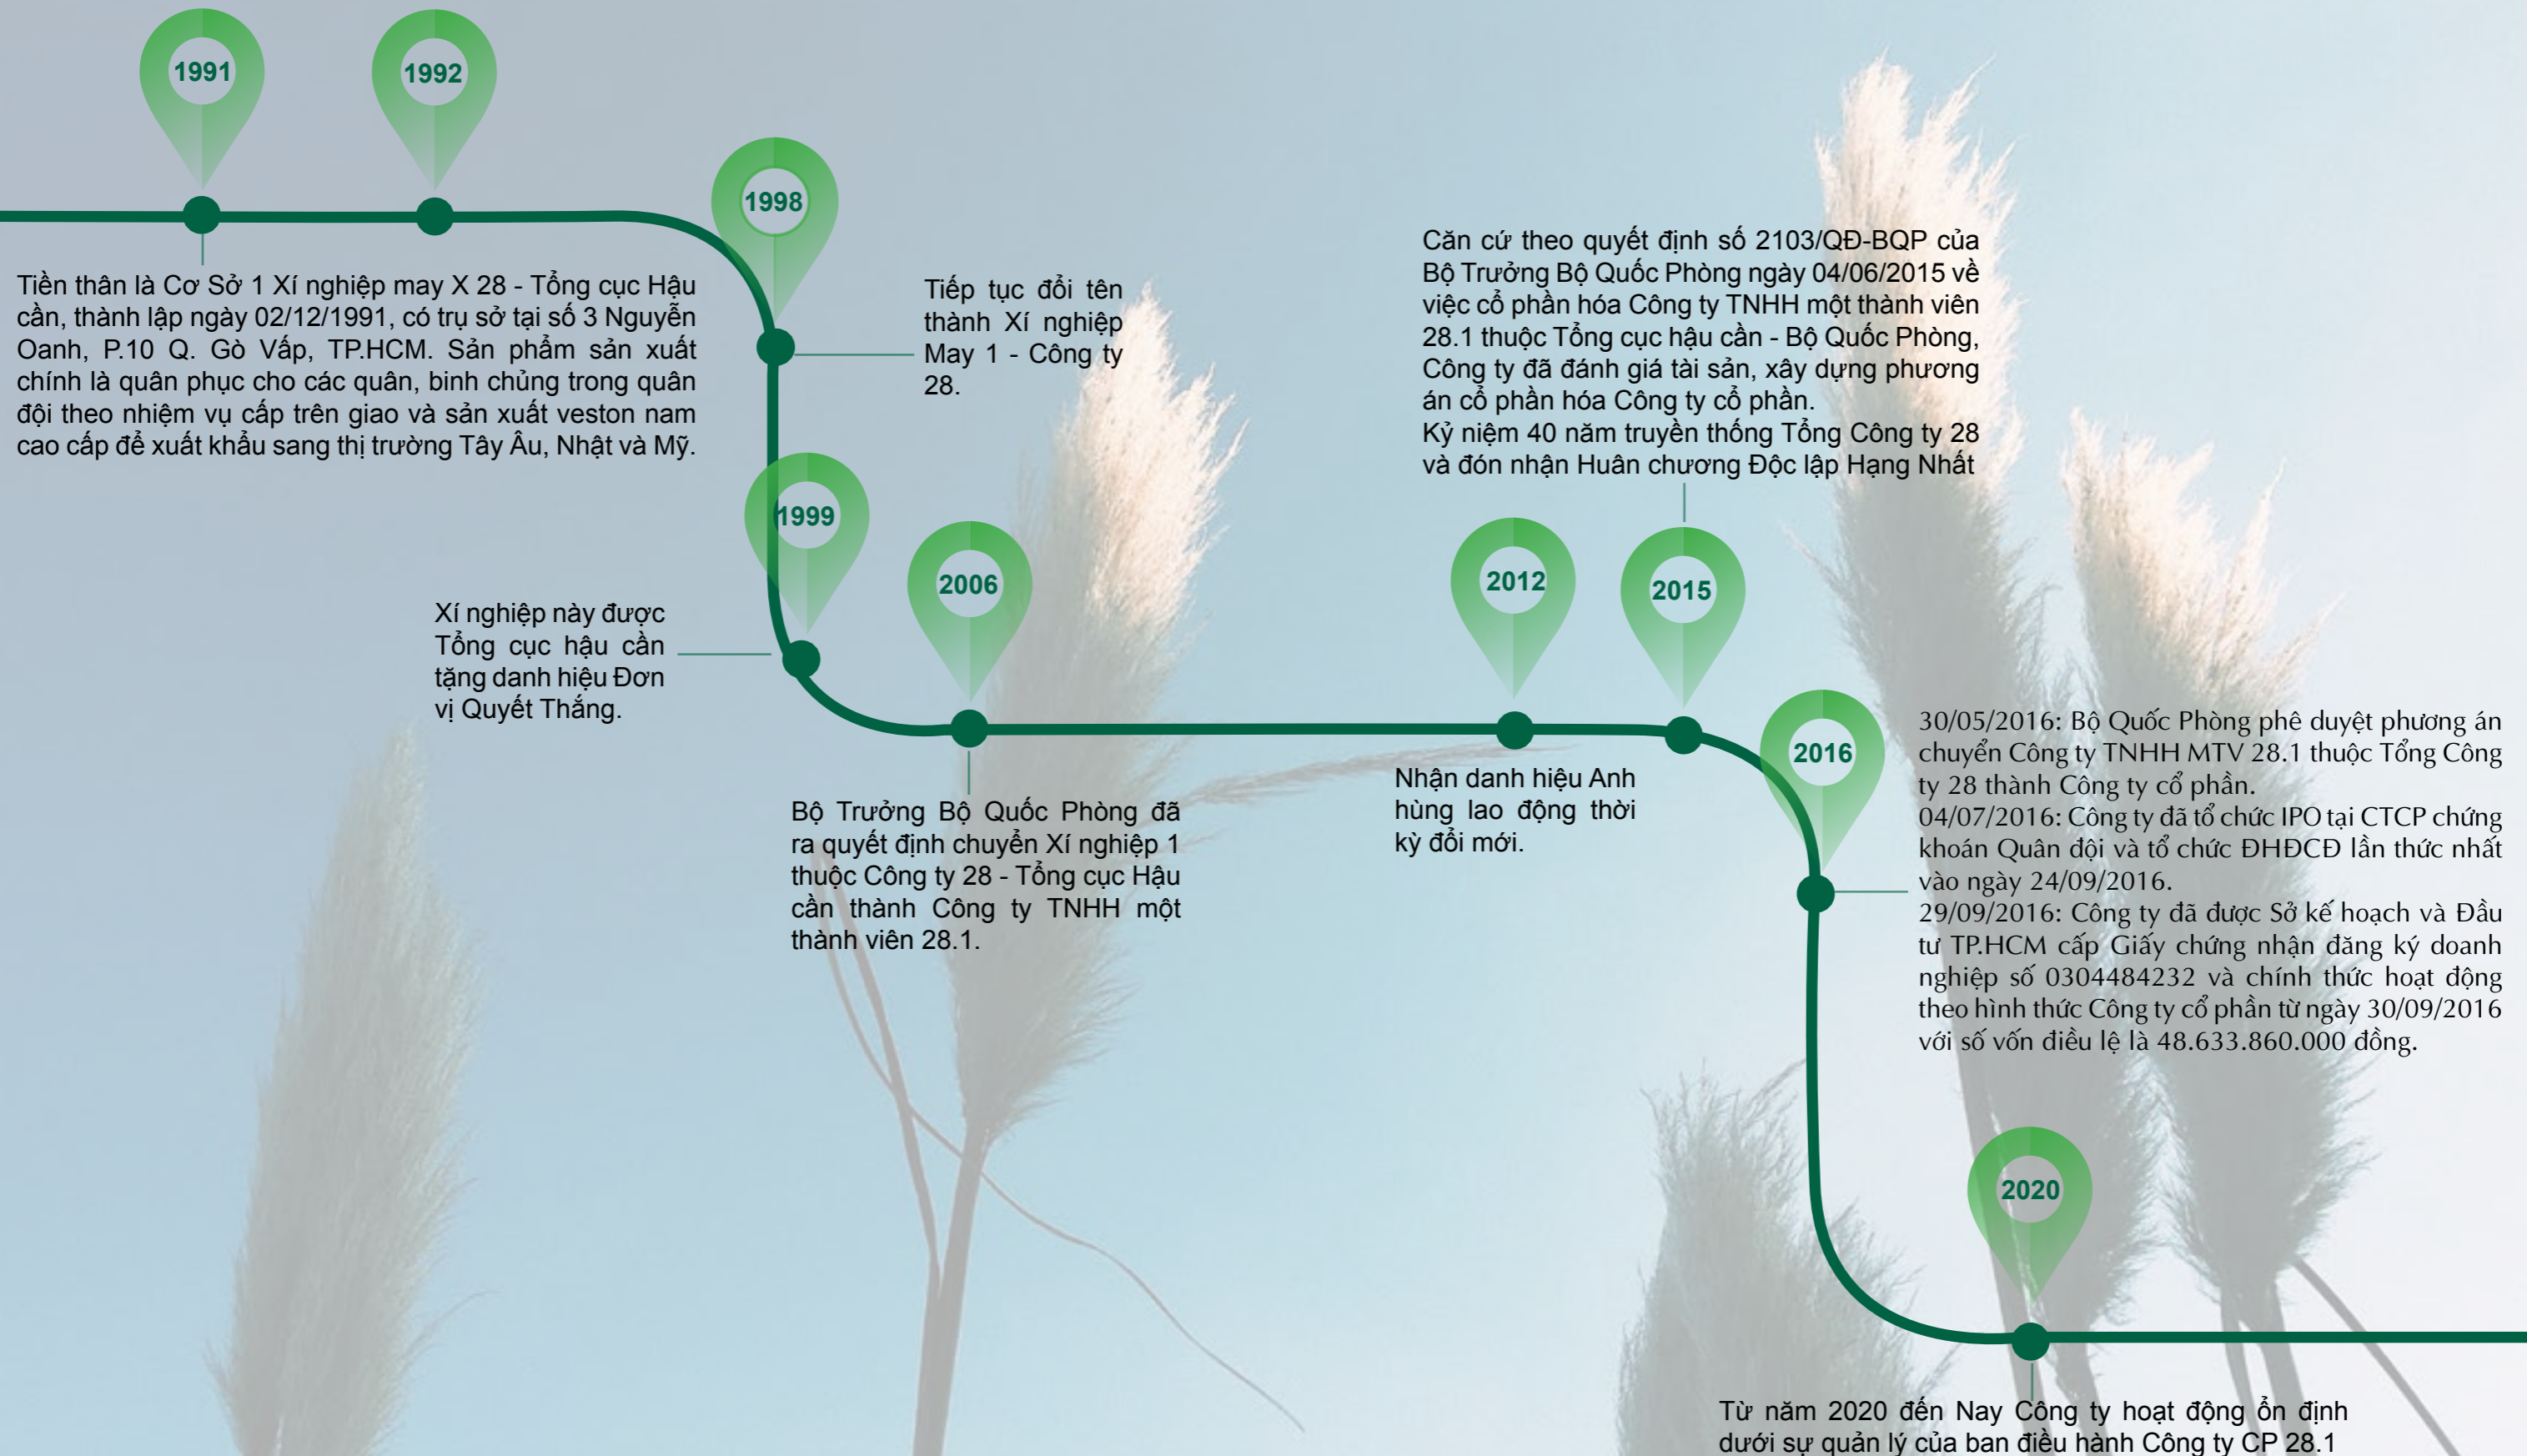 1991
1992
Tiền thân là Cơ Sở 1 Xí nghiệp may X 28 - Tổng cục Hậu
cần, thành lập ngày 02/12/1991, có trụ sở tại số 3 Nguyễn
Oanh, P.10 Q. Gò Vấp, TP.HCM. Sản phẩm sản xuất
chính là quân phục cho các quân, binh chủng trong quân
đội theo nhiệm vụ cấp trên giao và sản xuất veston nam
cao cấp để xuất khẩu sang thị trường Tây Âu, Nhật và Mỹ.
1998
Tiếp tục đổi tên
thành Xí nghiệp
May 1 - Công ty
28.
1999
Xí nghiệp này được
Tổng cục hậu cần
tặng danh hiệu Đơn
vị Quyết Thắng.
2006
Bộ Trưởng Bộ Quốc Phòng đã
ra quyết định chuyển Xí nghiệp 1
thuộc Công ty 28 - Tổng cục Hậu
cần thành Công ty TNHH một
thành viên 28.1.
2012
Nhận danh hiệu Anh
hùng lao động thời
kỳ đổi mới.
Căn cứ theo quyết định số 2103/QĐ-BQP của
Bộ Trưởng Bộ Quốc Phòng ngày 04/06/2015 về
việc cổ phần hóa Công ty TNHH một thành viên
28.1 thuộc Tổng cục hậu cần - Bộ Quốc Phòng,
Công ty đã đánh giá tài sản, xây dựng phương
án cổ phần hóa Công ty cổ phần.
Kỷ niệm 40 năm truyền thống Tổng Công ty 28
và đón nhận Huân chương Độc lập Hạng Nhất
2015
2016
30/05/2016: Bộ Quốc Phòng phê duyệt phương án
chuyển Công ty TNHH MTV 28.1 thuộc Tổng Công
ty 28 thành Công ty cổ phần.
04/07/2016: Công ty đã tổ chức IPO tại CTCP chứng
khoán Quân đội và tổ chức ĐHĐCĐ lần thức nhất
vào ngày 24/09/2016.
29/09/2016: Công ty đã được Sở kế hoạch và Đầu
tư TP.HCM cấp Giấy chứng nhận đăng ký doanh
nghiệp số 0304484232 và chính thức hoạt động
theo hình thức Công ty cổ phần từ ngày 30/09/2016
với số vốn điều lệ là 48.633.860.000 đồng.
2020
Từ năm 2020 đến Nay Công ty hoạt động ổn định
dưới sự quản lý của ban điều hành Công ty CP 28.1